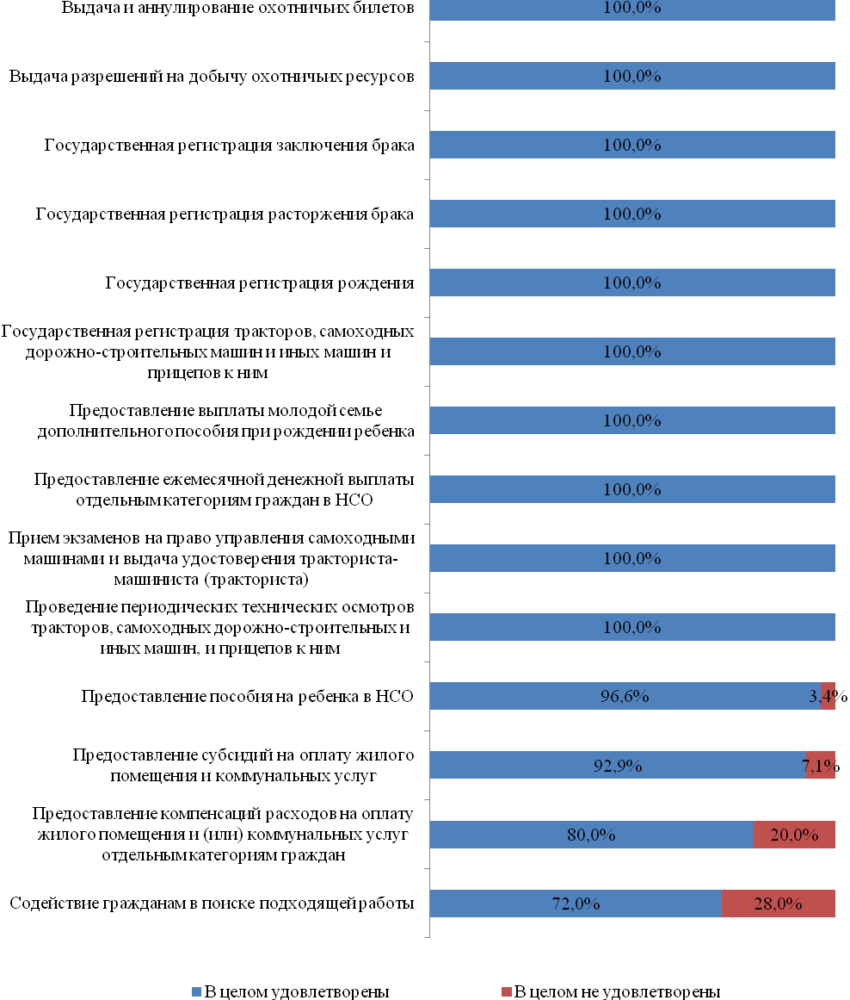 Выдача и аннулирование охотничьих билетов
100,0%
Выдача разрешений на добычу охотничьих ресурсов
100,0%
Государственная регистрация заключения брака
100,0%
Государственная регистрация расторжения брака
100,0%
Государственная регистрация рождения
100,0%
Государственная регистрация тракторов, самоходных
дорожно-строительных машин и иных машин и
прицепов к ним
100,0%
Предоставление выплаты молодой семье
дополнительного пособия при рождении ребенка
100,0%
Предоставление ежемесячной денежной выплаты
отдельным категориям граждан в НСО
100,0%
Прием экзаменов на право управления самоходными
машинами и выдача удостоверения тракториста-
машиниста (тракториста)
100,0%
Проведение периодических технических осмотров
тракторов, самоходных дорожно-строительных и
иных машин, и прицепов к ним
100,0%
Предоставление пособия на ребенка в НСО
96,6% 3,4%
Предоставление субсидий на оплату жилого
помещения и коммунальных услуг
92,9% 7,1%
Предоставление компенсаций расходов на оплату
жилого помещения и (или) коммунальных услуг
отдельным категориям граждан
80,0% 20,0%
Содействие гражданам в поиске подходящей работы
72,0% 28,0%
В целом удовлетворены В целом не удовлетворены